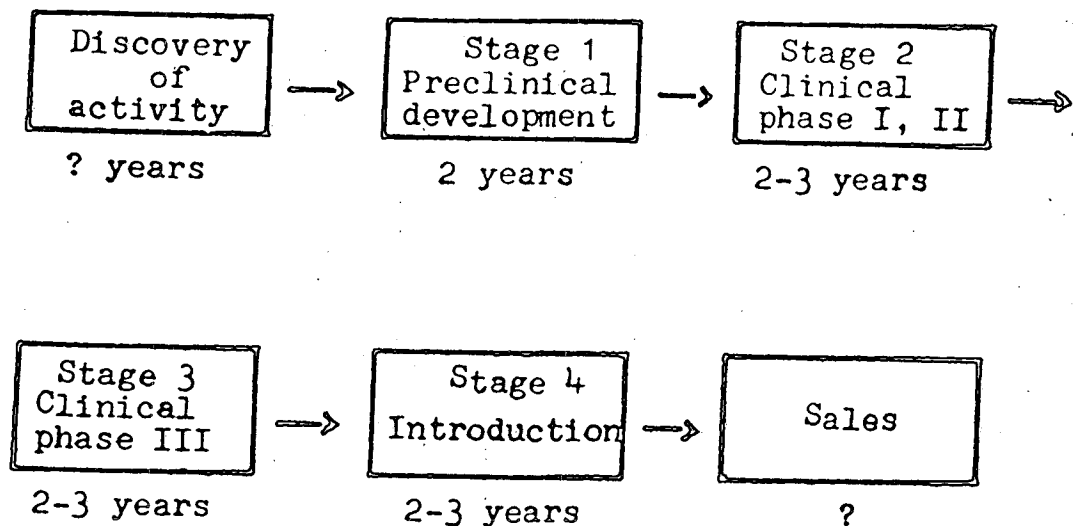 Discovery
of
activity
? years
Stage 1
Preclinical
development
2 years
Stage 2
Clinical
phase I, II
2-3 years
Stage 3
Clinical
phase III
2-3 years
Stage 4
Introduction
2-3 years
Sales
?